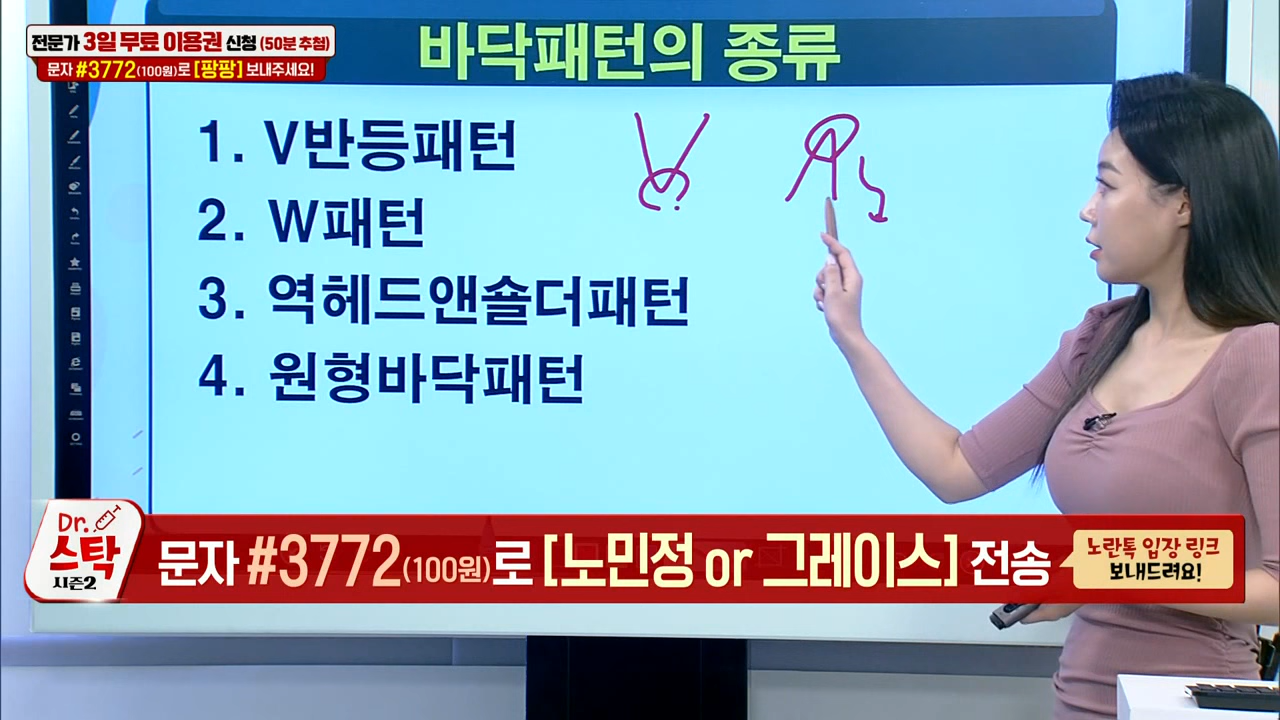 전문가 3일 무료 이용권 신청 (50분 추첨)
문자 #3772(100원)로 [팡팡] 보내주세요!
바닥패턴의 종류
1. V반등패턴
2. W패턴
3. 역헤드앤숄더패턴
4. 원형바닥패턴
Dr.
스탁
시즌2
문자 #3772(100원)로 [노민정 or 그레이스] 전송
노란톡 입장 링크
보내드려요!